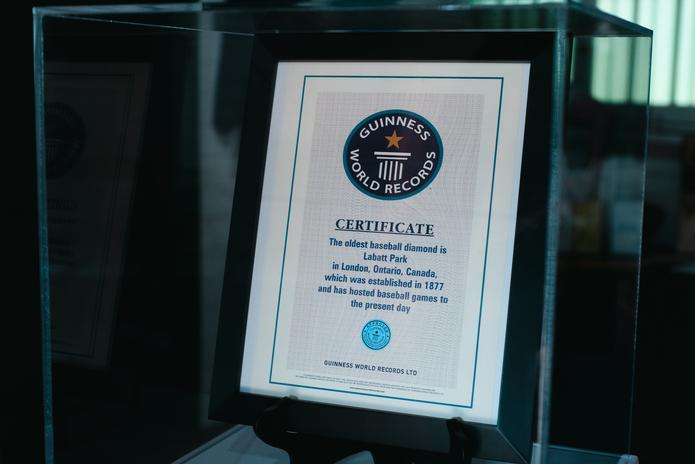 GUINNESS
WORLD RECORDS
CERTIFICATE
The oldest baseball diamond is
Labatt Park
in London, Ontario, Canada,
which was established in 1877
and has hosted baseball games to
the present day
GUINNESS WORLD RECORDS LTD